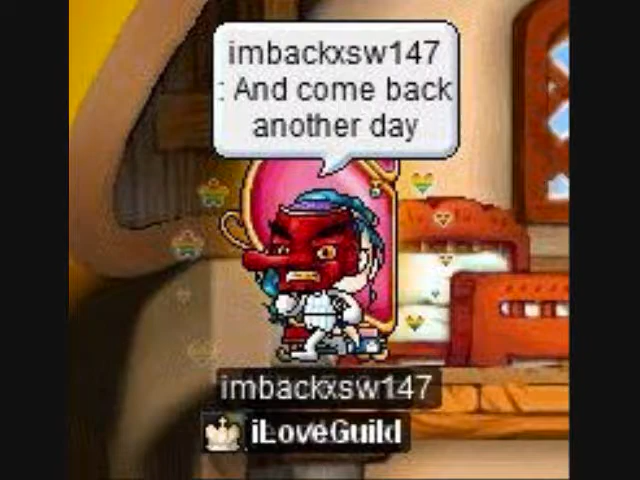 imbackxsw147
: And come back
another day
imbackxsw147
iLoveGuild